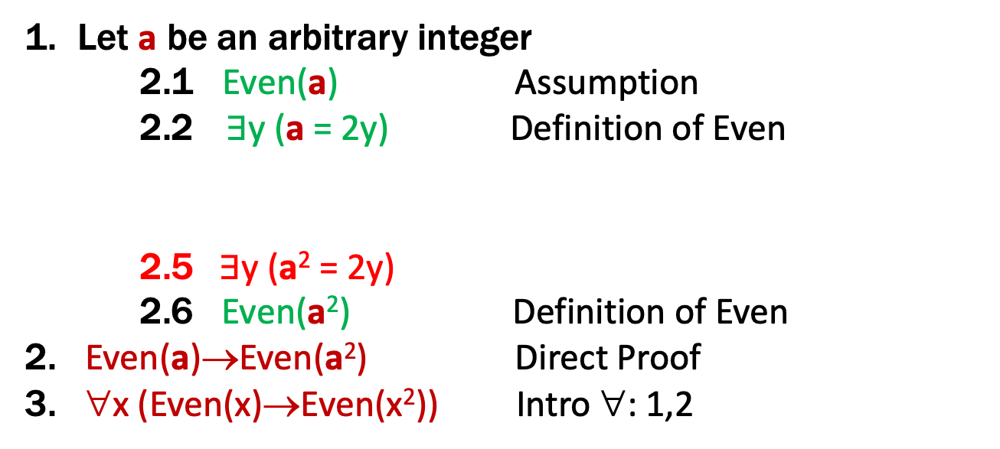 1. Let a be an arbitrary integer
2.1 Even(a) Assumption
2.2 ∃y (a = 2y) Definition of Even
2.5 ∃y (a² = 2y)
2.6 Even(a²) Definition of Even
2. Even(a)→Even(a²) Direct Proof
3. ∀x (Even(x)→Even(x²)) Intro ∀: 1,2